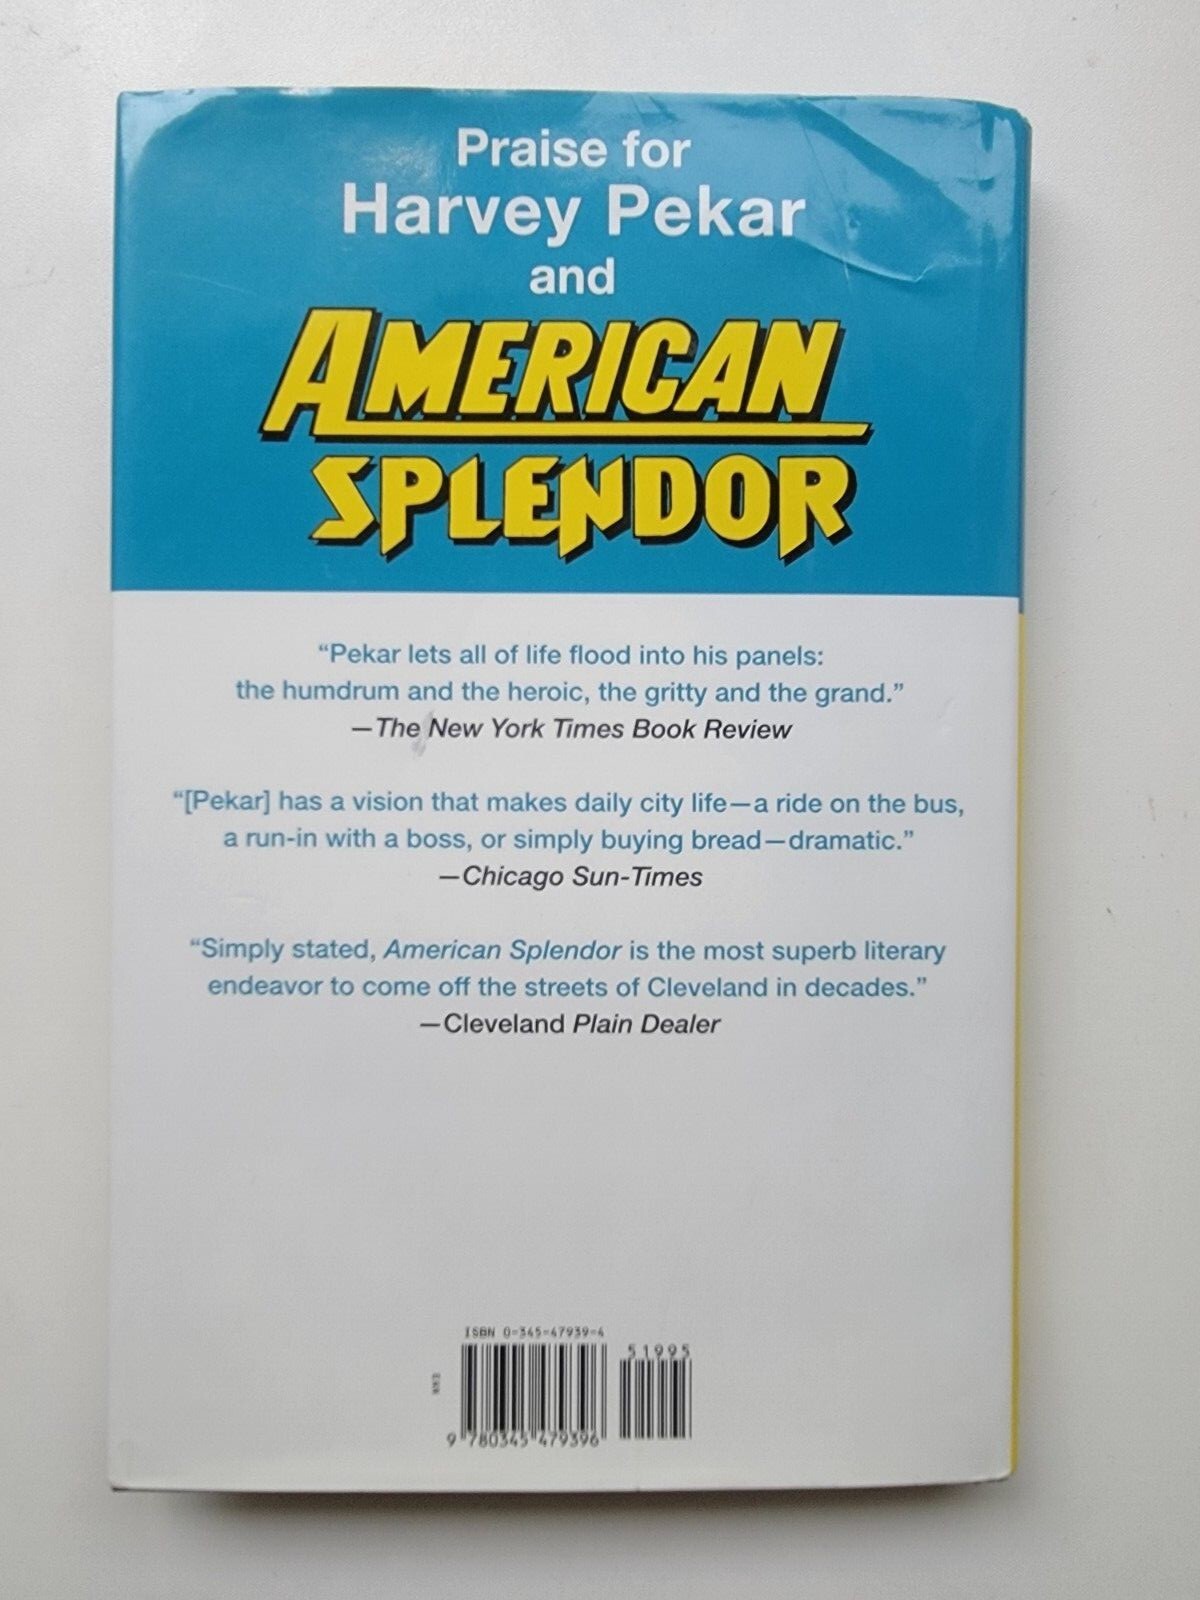 Praise for
Harvey Pekar
and
AMERICAN
SPLENDOR
“Pekar lets all of life flood into his panels:
the humdrum and the heroic, the gritty and the grand.”
—The New York Times Book Review
“[Pekar] has a vision that makes daily city life—a ride on the bus,
a run-in with a boss, or simply buying bread—dramatic.”
—Chicago Sun-Times
“Simply stated, American Splendor is the most superb literary
endeavor to come off the streets of Cleveland in decades.”
—Cleveland Plain Dealer
ISBN 0-345-47939-4
51995
9 780345 479396